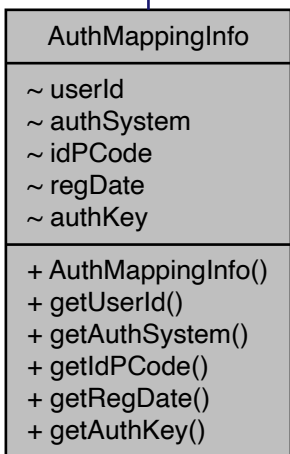 AuthMappingInfo
~ userId
~ authSystem
~ idPCode
~ regDate
~ authKey
+ AuthMappingInfo()
+ getUserId()
+ getAuthSystem()
+ getIdPCode()
+ getRegDate()
+ getAuthKey()